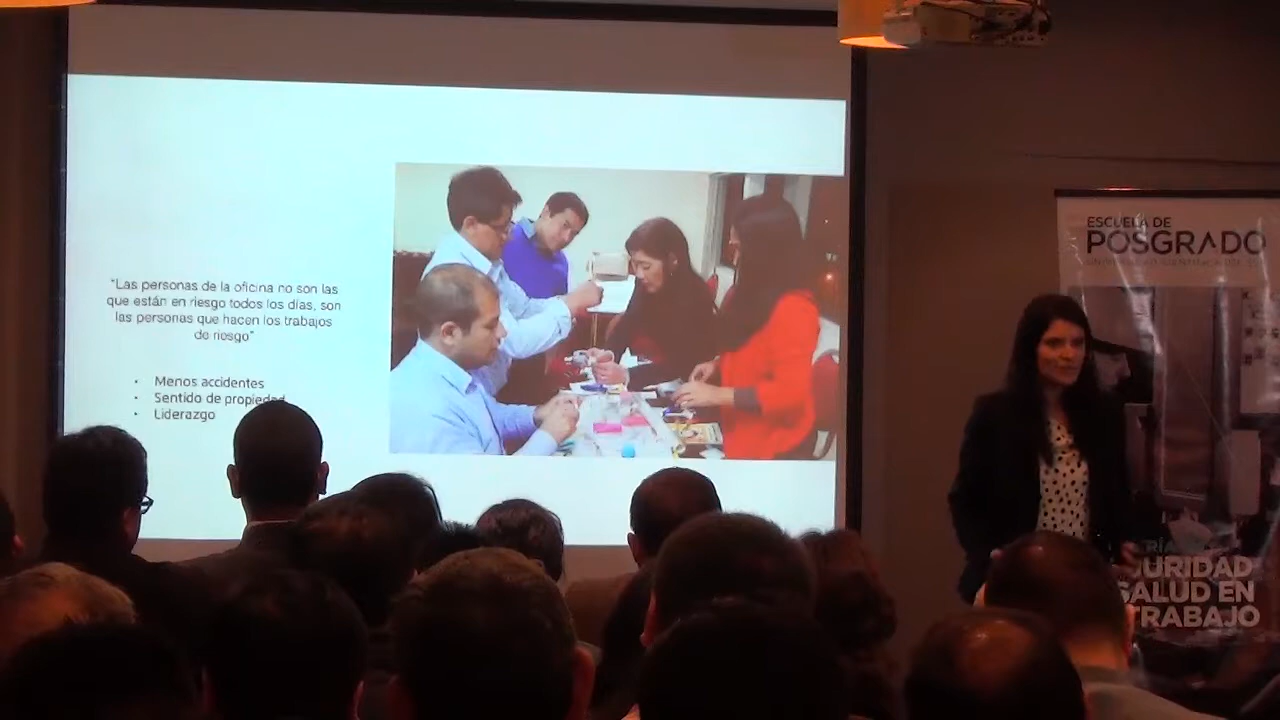 "Las personas de la oficina no son las
que están en riesgo todos los días, son
las personas que hacen los trabajos
de riesgo"
• Menos accidentes
• Sentido de propiedad
• Liderazgo
ESCUELA DE
POSGRADO
SALUD EN
TRABAJO